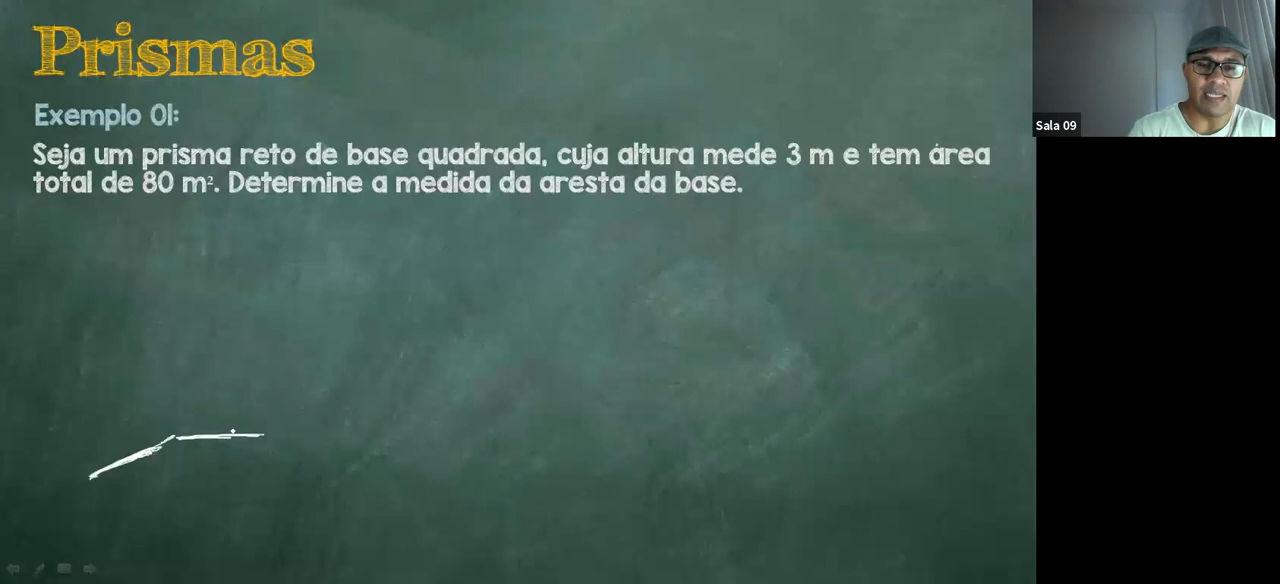 Prismas
Exemplo 01:
Seja um prisma reto de base quadrada, cuja altura mede 3 m e tem área
total de 80 m². Determine a medida da aresta da base.
Sala 09